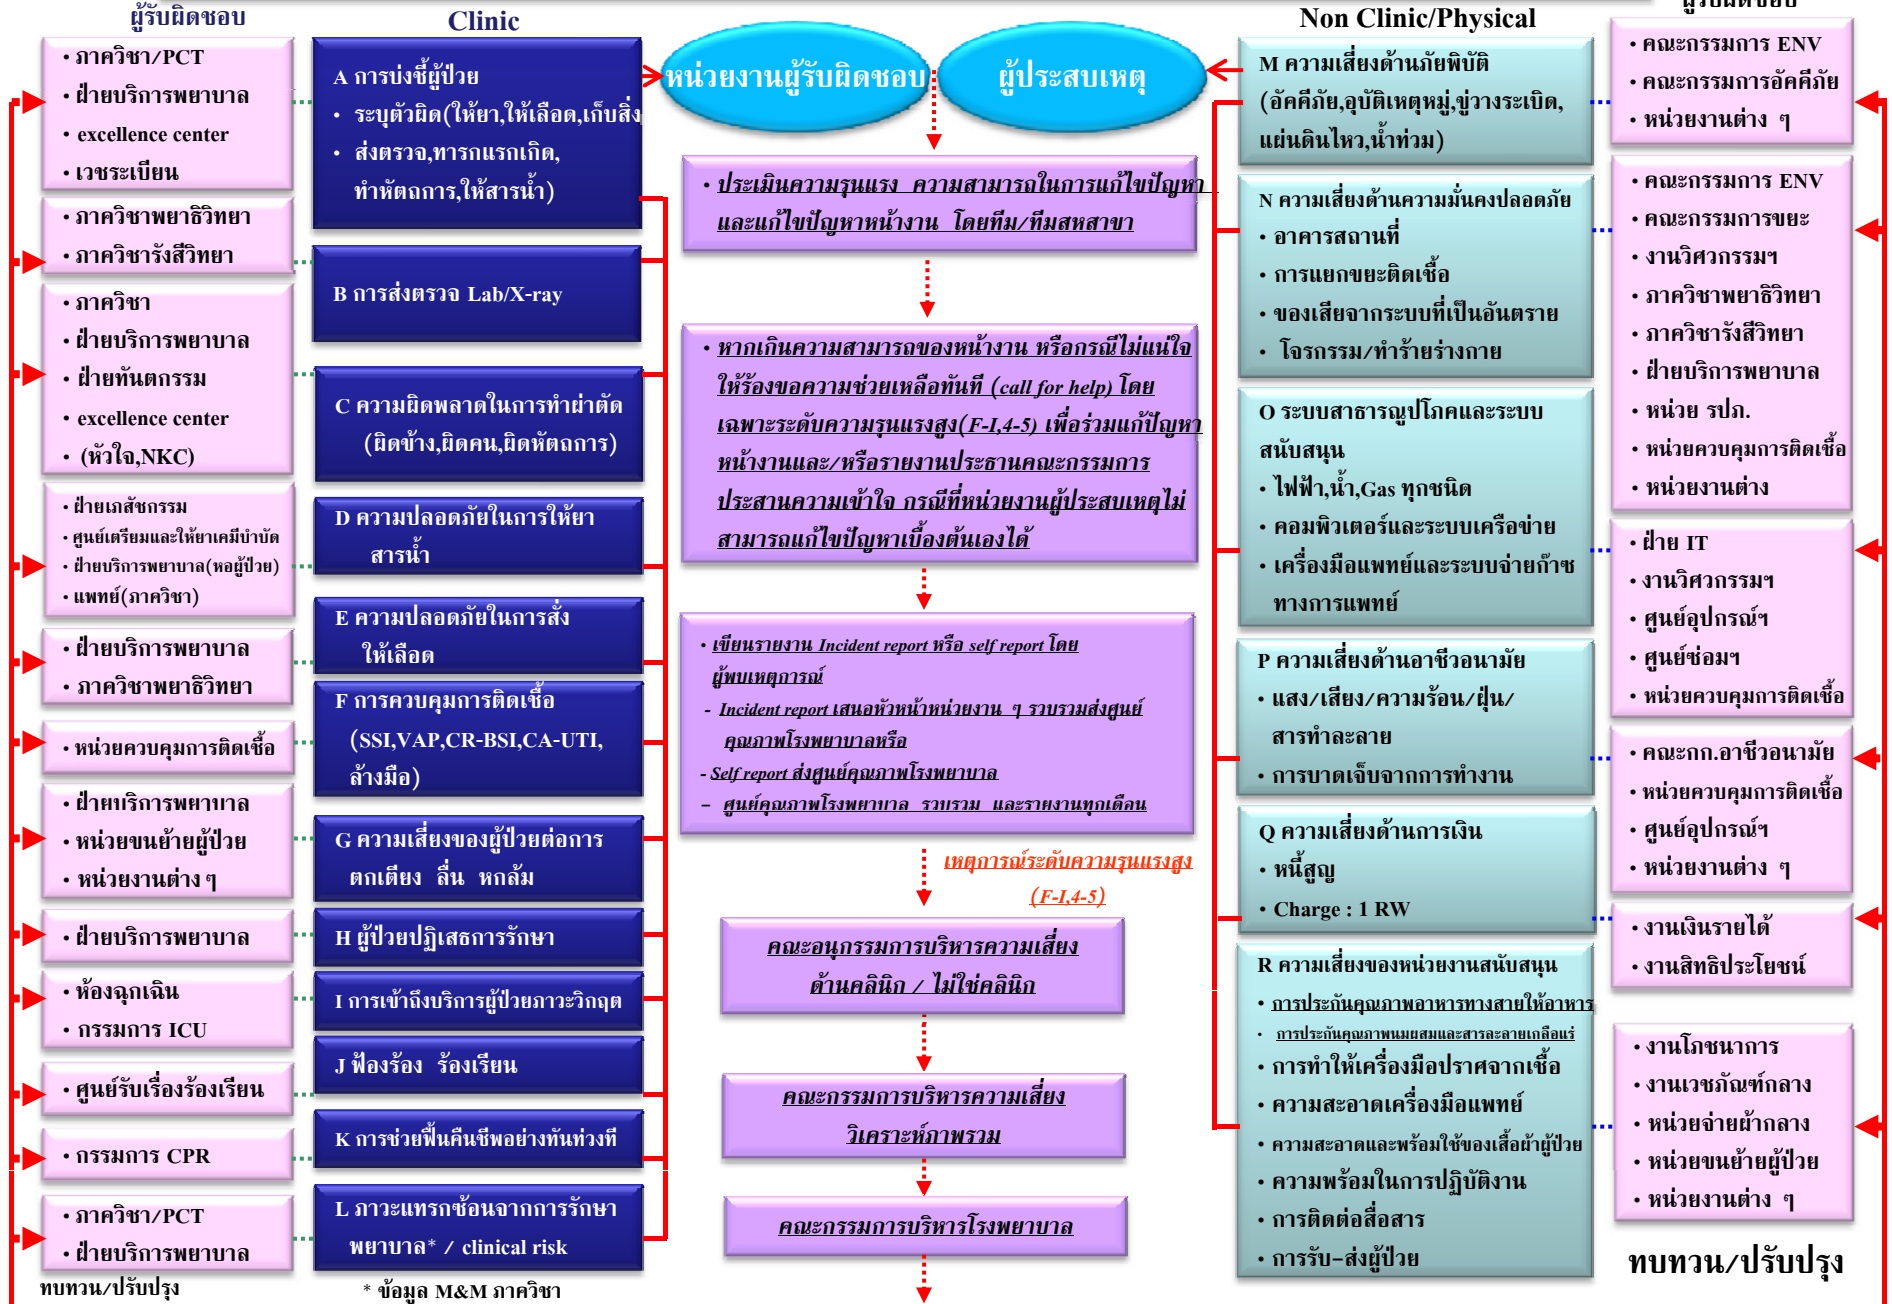 ผู้รับผิดชอบ
Clinic
• ภาควิชา/PCT
• ฝ่ายบริการพยาบาล
• excellence center
• เวชระเบียน
• ภาควิชาพยาธิวิทยา
• ภาควิชารังสีวิทยา
• ภาควิชา
• ฝ่ายบริการพยาบาล
• ฝ่ายทันตกรรม
• excellence center
• (หัวใจ,NKC)
• ฝ่ายเภสัชกรรม
• ศูนย์เตรียมและให้ยาเคมีบำบัด
• ฝ่ายบริการพยาบาล(หอผู้ป่วย)
• แพทย์(ภาควิชา)
• ฝ่ายบริการพยาบาล
• ภาควิชาพยาธิวิทยา
• หน่วยควบคุมการติดเชื้อ
• ฝ่ายบริการพยาบาล
• หน่วยขนย้ายผู้ป่วย
• หน่วยงานต่าง ๆ
• ฝ่ายบริการพยาบาล
• ห้องฉุกเฉิน
• กรรมการ ICU
• ศูนย์รับเรื่องร้องเรียน
• กรรมการ CPR
• ภาควิชา/PCT
• ฝ่ายบริการพยาบาล
ทบทวน/ปรับปรุง
A การบ่งชี้ผู้ป่วย
• ระบุตัวผิด(ให้ยา,ให้เลือด,เก็บสิ่ง
• ส่งตรวจ,ทารกแรกเกิด,
ทำหัตถการ,ให้สารน้ำ)
B การส่งตรวจ Lab/X-ray
C ความผิดพลาดในการทำผ่าตัด
(ผิดข้าง,ผิดคน,ผิดหัตถการ)
D ความปลอดภัยในการให้ยา
สารน้ำ
E ความปลอดภัยในการสั่ง
ให้เลือด
F การควบคุมการติดเชื้อ
(SSI,VAP,CR-BSI,CA-UTI,
ล้างมือ)
G ความเสี่ยงของผู้ป่วยต่อการ
ตกเตียง ลื่น หกล้ม
H ผู้ป่วยปฏิเสธการรักษา
I การเข้าถึงบริการผู้ป่วยภาวะวิกฤต
J ฟ้องร้อง ร้องเรียน
K การช่วยฟื้นคืนชีพอย่างทันท่วงที
L ภาวะแทรกซ้อนจากการรักษา
พยาบาล* / clinical risk
* ข้อมูล M&M ภาควิชา
หน่วยงานผู้รับผิดชอบ
ผู้ประสบเหตุ
• ประเมินความรุนแรง ความสามารถในการแก้ไขปัญหา
และแก้ไขปัญหาหน้างาน โดยทีม/ทีมสหสาขา
• หากเกินความสามารถของหน้างาน หรือกรณีไม่แน่ใจ
ให้ร้องขอความช่วยเหลือทันที (call for help) โดย
เฉพาะระดับความรุนแรงสูง(F-I,4-5) เพื่อร่วมแก้ปัญหา
หน้างานและ/หรือรายงานประธานคณะกรรมการ
ประสานความเข้าใจ กรณีที่หน่วยงานผู้ประสบเหตุไม่
สามารถแก้ไขปัญหาเบื้องต้นเองได้
• เขียนรายงาน Incident report หรือ self report โดย
ผู้พบเหตุการณ์
- Incident report เสนอหัวหน้าหน่วยงาน ๆ รวบรวมส่งศูนย์
คุณภาพโรงพยาบาลหรือ
- Self report ส่งศูนย์คุณภาพโรงพยาบาล
– ศูนย์คุณภาพโรงพยาบาล รวบรวม และรายงานทุกเดือน
เหตุการณ์ระดับความรุนแรงสูง
(F-I,4-5)
คณะอนุกรรมการบริหารความเสี่ยง
ด้านคลินิก / ไม่ใช่คลินิก
คณะกรรมการบริหารความเสี่ยง
วิเคราะห์ภาพรวม
คณะกรรมการบริหารโรงพยาบาล
Non Clinic/Physical
M ความเสี่ยงด้านภัยพิบัติ
(อัคคีภัย,อุบัติเหตุหมู่,ขู่วางระเบิด,
แผ่นดินไหว,น้ำท่วม)
N ความเสี่ยงด้านความมั่นคงปลอดภัย
• อาคารสถานที่
• การแยกขยะติดเชื้อ
• ของเสียจากระบบที่เป็นอันตราย
• โจรกรรม/ทำร้ายร่างกาย
O ระบบสาธารณูปโภคและระบบ
สนับสนุน
• ไฟฟ้า,น้ำ,Gas ทุกชนิด
• คอมพิวเตอร์และระบบเครือข่าย
• เครื่องมือแพทย์และระบบจ่ายก๊าซ
ทางการแพทย์
P ความเสี่ยงด้านอาชีวอนามัย
• แสง/เสียง/ความร้อน/ฝุ่น/
สารทำละลาย
• การบาดเจ็บจากการทำงาน
Q ความเสี่ยงด้านการเงิน
• หนี้สูญ
• Charge : 1 RW
R ความเสี่ยงของหน่วยงานสนับสนุน
• การประกันคุณภาพอาหารทางสายให้อาหาร
• การประกันคุณภาพนมผสมและสารละลายเกลือแร่
• การทำให้เครื่องมือปราศจากเชื้อ
• ความสะอาดเครื่องมือแพทย์
• ความสะอาดและพร้อมใช้ของเสื้อผ้าผู้ป่วย
• ความพร้อมในการปฏิบัติงาน
• การติดต่อสื่อสาร
• การรับ-ส่งผู้ป่วย
ผู้รับผิดชอบ
• คณะกรรมการ ENV
• คณะกรรมการอัคคีภัย
• หน่วยงานต่าง ๆ
• คณะกรรมการ ENV
• คณะกรรมการขยะ
• งานวิศวกรรมฯ
• ภาควิชาพยาธิวิทยา
• ภาควิชารังสีวิทยา
• ฝ่ายบริการพยาบาล
• หน่วย รปภ.
• หน่วยควบคุมการติดเชื้อ
• หน่วยงานต่าง
• ฝ่าย IT
• งานวิศวกรรมฯ
• ศูนย์อุปกรณ์ฯ
• ศูนย์ซ่อมฯ
• หน่วยควบคุมการติดเชื้อ
• คณะกก.อาชีวอนามัย
• หน่วยควบคุมการติดเชื้อ
• ศูนย์อุปกรณ์ฯ
• หน่วยงานต่าง ๆ
• งานเงินรายได้
• งานสิทธิประโยชน์
• งานโภชนาการ
• งานเวชภัณฑ์กลาง
• หน่วยจ่ายผ้ากลาง
• หน่วยขนย้ายผู้ป่วย
• หน่วยงานต่าง ๆ
ทบทวน/ปรับปรุง